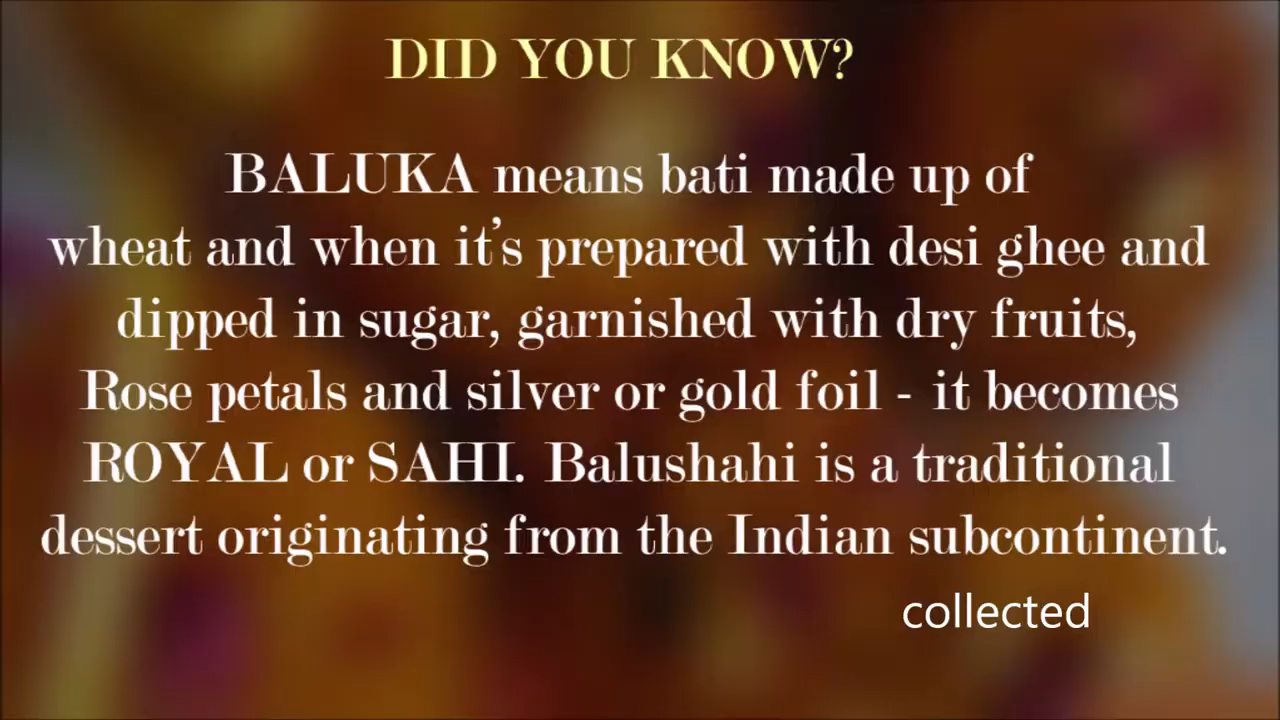 DID YOU KNOW?
BALUKA means bati made up of
wheat and when it's prepared with desi ghee and
dipped in sugar, garnished with dry fruits,
Rose petals and silver or gold foil - it becomes
ROYAL or SAHI. Balushahi is a traditional
dessert originating from the Indian subcontinent.
collected